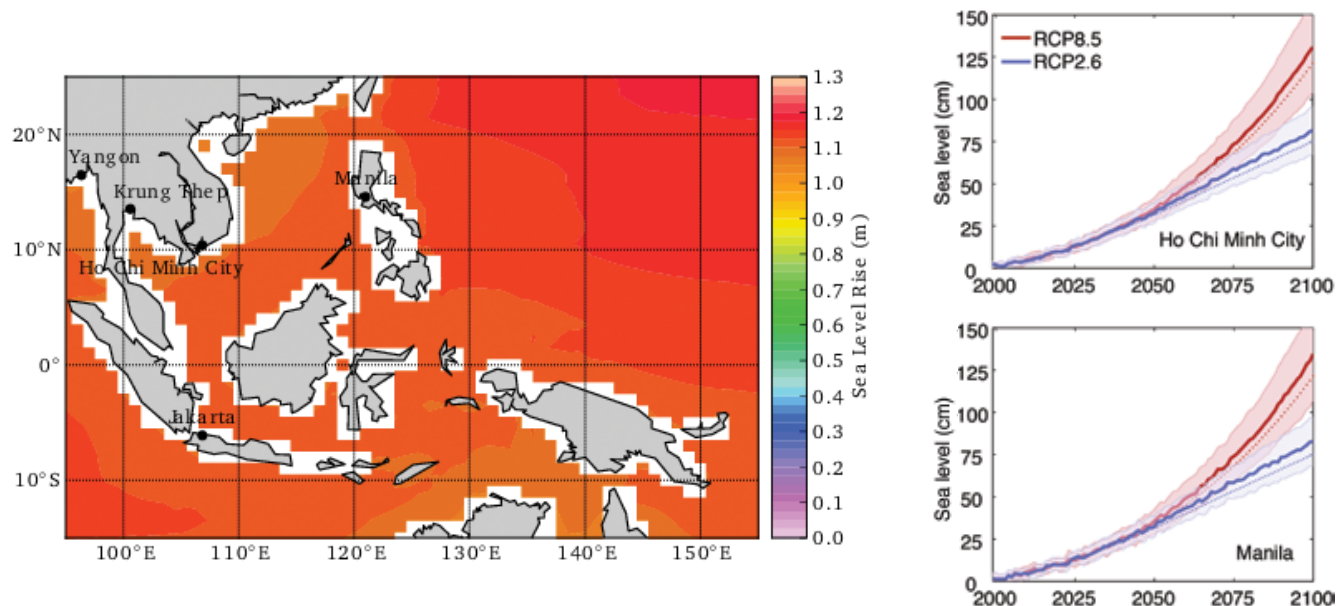 20°N
10°N
0°
10°S
100°E 110°E 120°E 130°E 140°E 150°E
Yangon
Krung Thep
Manila
Ho Chi Minh City
Jakarta
1.3
1.2
1.1
1.0
0.9
0.8
0.7
0.6
0.5
0.4
0.3
0.2
0.1
0.0
Sea Level Rise (m)
150
125
100
75
50
25
0
Sea level (cm)
RCP8.5
RCP2.6
Ho Chi Minh City
2000 2025 2050 2075 2100
150
125
100
75
50
25
0
Sea level (cm)
Manila
2000 2025 2050 2075 2100